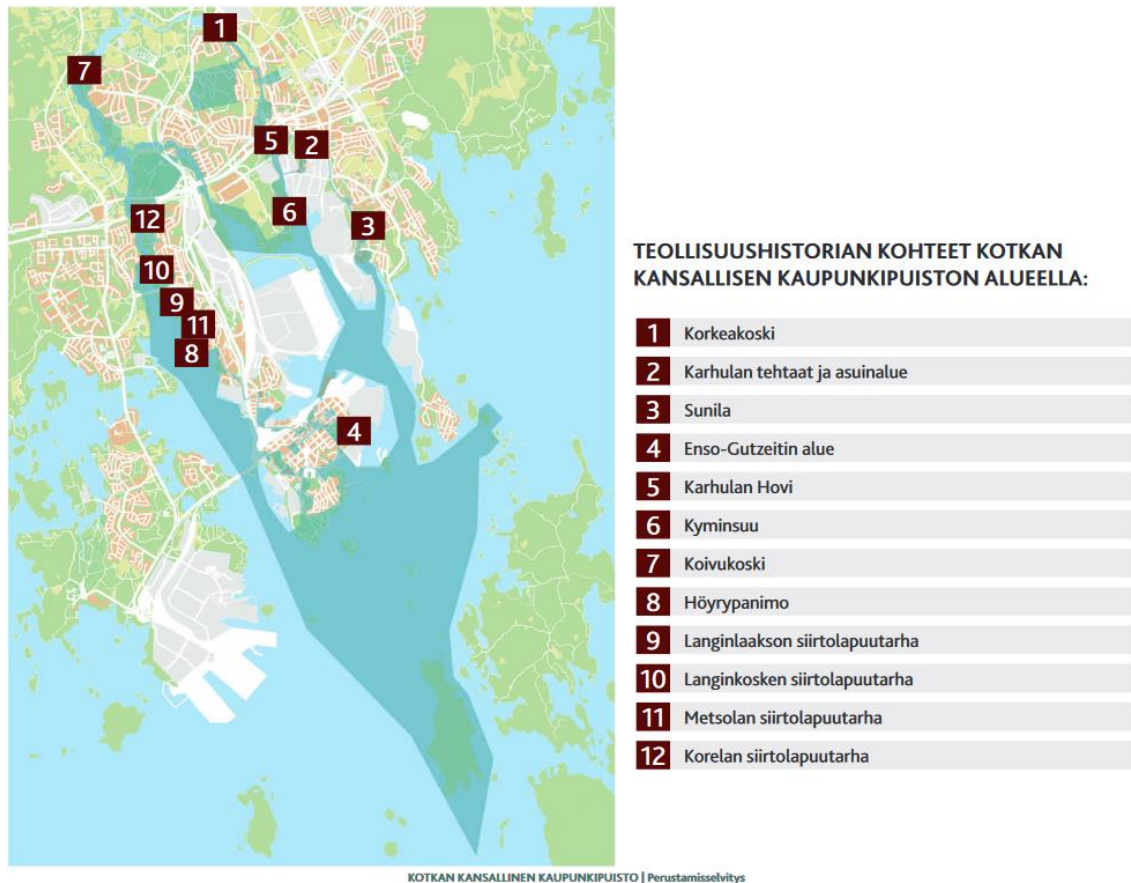 1
7
5
2
6
3
12
10
9
11
8
4
TEOLLISUUSHISTORIAN KOHTEET KOTKAN
KANSALLISEN KAUPUNKIPUISTON ALUEELLA:
1 Korkeakoski
2 Karhulan tehtaat ja asuinalue
3 Sunila
4 Enso-Gutzeitin alue
5 Karhulan Hovi
6 Kyminsuu
7 Koivukoski
8 Höyrypanimo
9 Langinlaakson siirtolapuutarha
10 Langinkosken siirtolapuutarha
11 Metsolan siirtolapuutarha
12 Korelan siirtolapuutarha
KOTKAN KANSALLINEN KAUPUNKIPUISTO | Perustamisselvitys